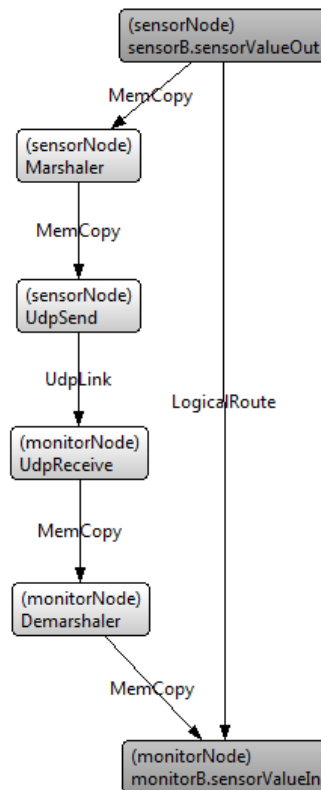 (sensorNode)
sensorB.sensorValueOut
MemCopy
(sensorNode)
Marshaler
MemCopy
(sensorNode)
UdpSend
UdpLink
LogicalRoute
(monitorNode)
UdpReceive
MemCopy
(monitorNode)
Demarshaler
MemCopy
(monitorNode)
monitorB.sensorValueIn